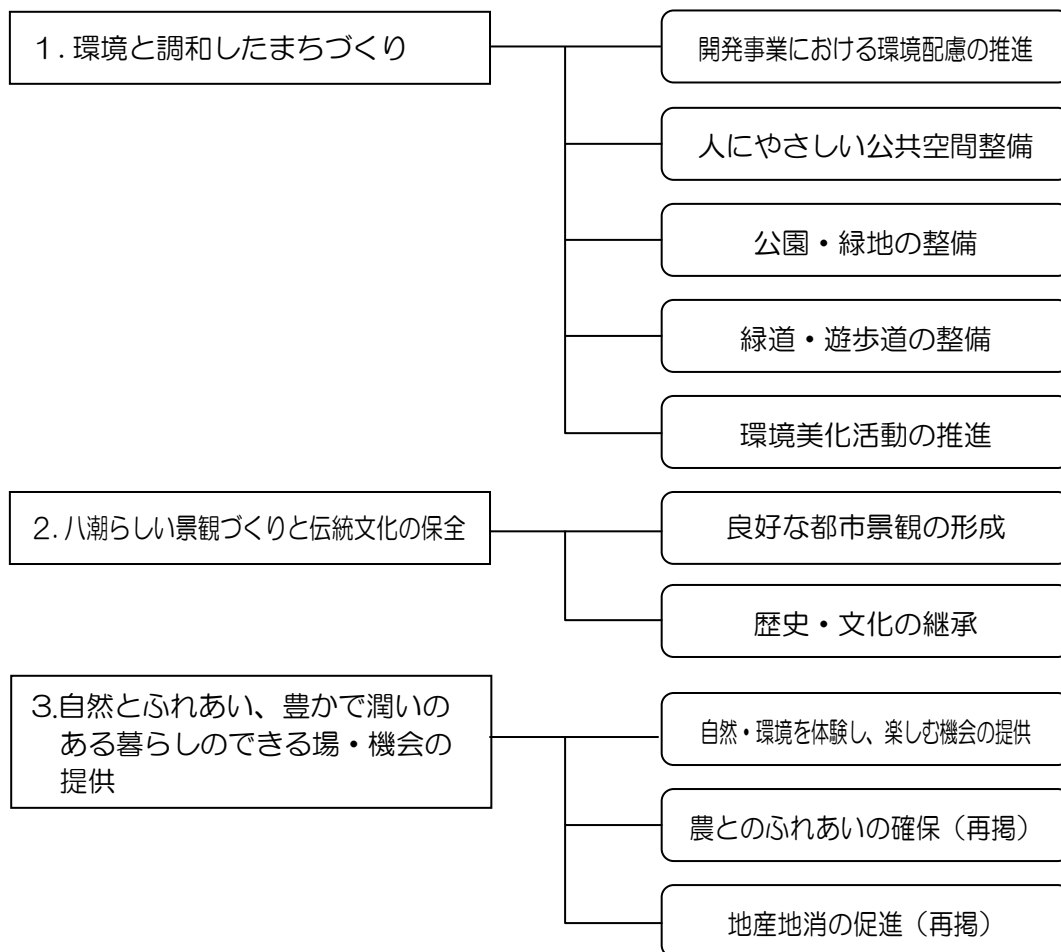 １.環境と調和したまちづくり
開発事業における環境配慮の推進
人にやさしい公共空間整備
公園・緑地の整備
緑道・遊歩道の整備
環境美化活動の推進
２.八潮らしい景観づくりと伝統文化の保全
良好な都市景観の形成
歴史・文化の継承
３.自然とふれあい、豊かで潤いの
ある暮らしのできる場・機会の
提供
自然・環境を体験し、楽しむ機会の提供
農とのふれあいの確保（再掲）
地産地消の促進（再掲）